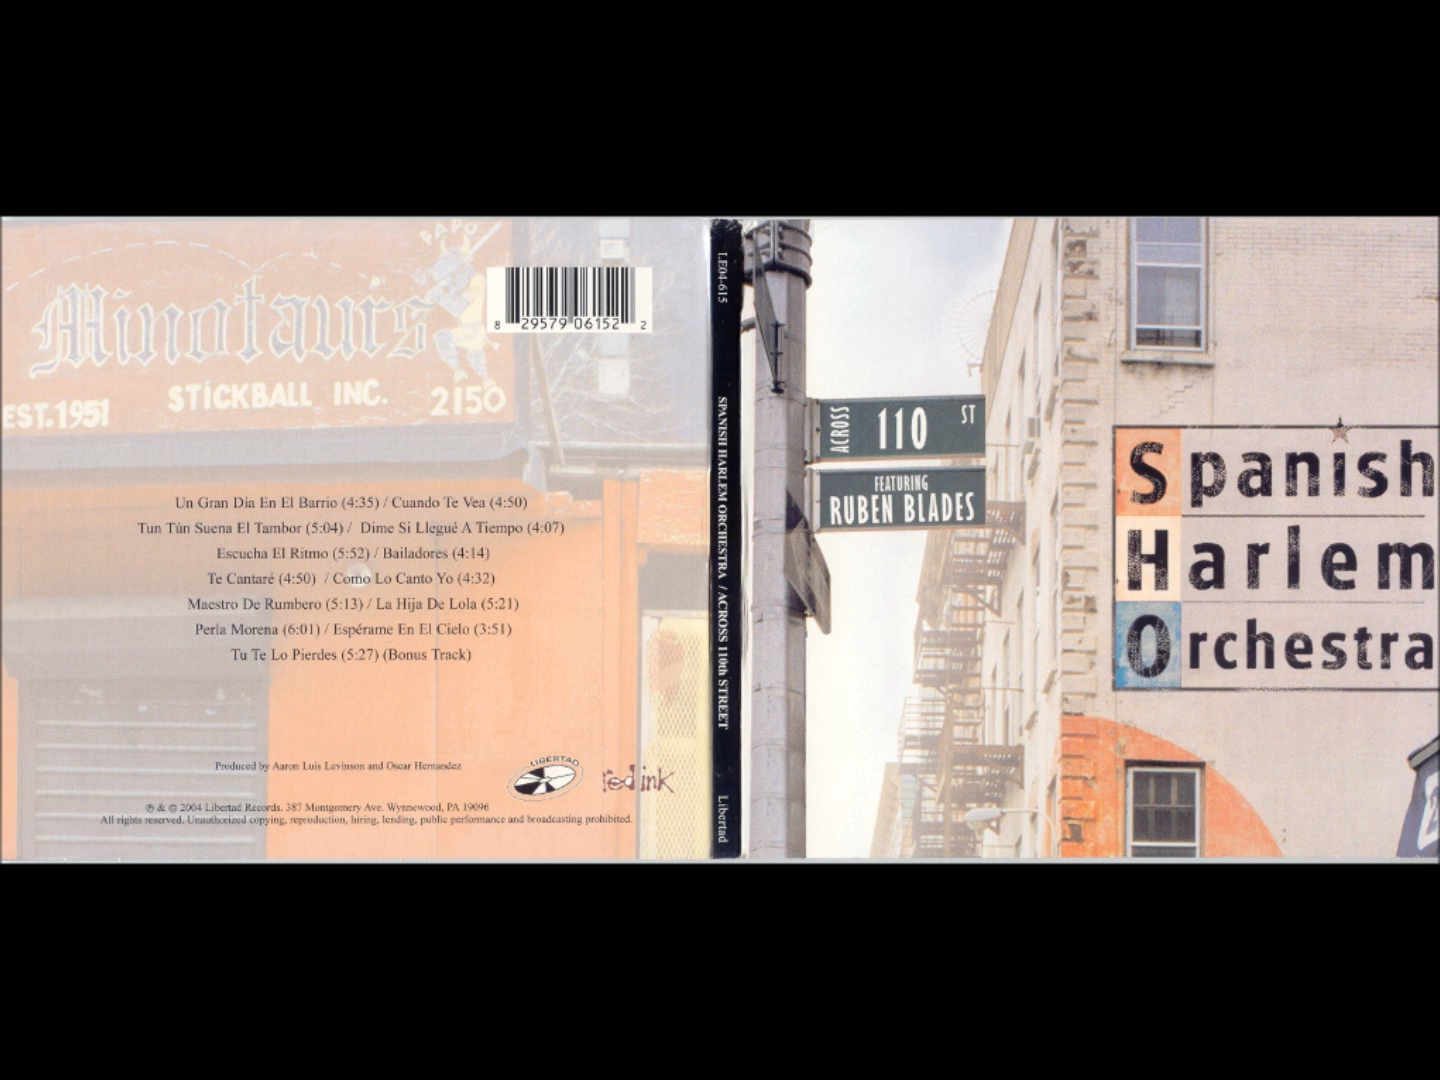 PAPO
Minotaurs
STICKBALL INC.
EST.1951
2150
8 29579 06152 2
Un Gran Día En El Barrio (4:35) / Cuando Te Vea (4:50)
Tun Tún Suena El Tambor (5:04) / Dime Si Llegué A Tiempo (4:07)
Escucha El Ritmo (5:52) / Bailadores (4:14)
Te Cantaré (4:50) / Como Lo Canto Yo (4:32)
Maestro De Rumbero (5:13) / La Hija De Lola (5:21)
Perla Morena (6:01) / Espérame En El Cielo (3:51)
Tu Te Lo Pierdes (5:27) (Bonus Track)
Produced by Aaron Luis Levinson and Oscar Hernandez
LIBERTAD
red ink
℗ & © 2004 Libertad Records. 387 Montgomery Ave. Wynnewood, PA 19096
All rights reserved. Unauthorized copying, reproduction, hiring, lending, public performance and broadcasting prohibited.
LE04-615
SPANISH HARLEM ORCHESTRA / ACROSS 110th STREET
Libertad
ACROSS 110 ST
FEATURING
RUBEN BLADES
Spanish
Harlem
Orchestra